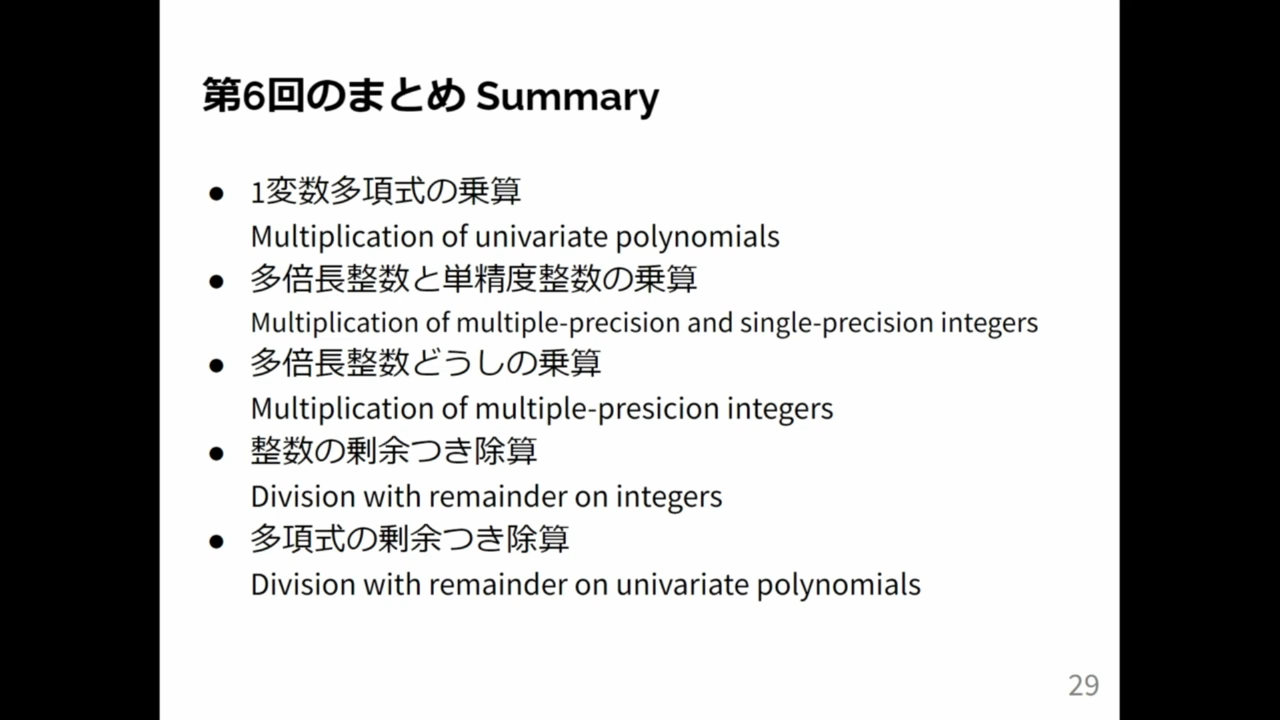 第6回のまとめ Summary
● 1変数多項式の乗算
Multiplication of univariate polynomials
● 多倍長整数と単精度整数の乗算
Multiplication of multiple-precision and single-precision integers
● 多倍長整数どうしの乗算
Multiplication of multiple-presicion integers
● 整数の剰余つき除算
Division with remainder on integers
● 多項式の剰余つき除算
Division with remainder on univariate polynomials
29